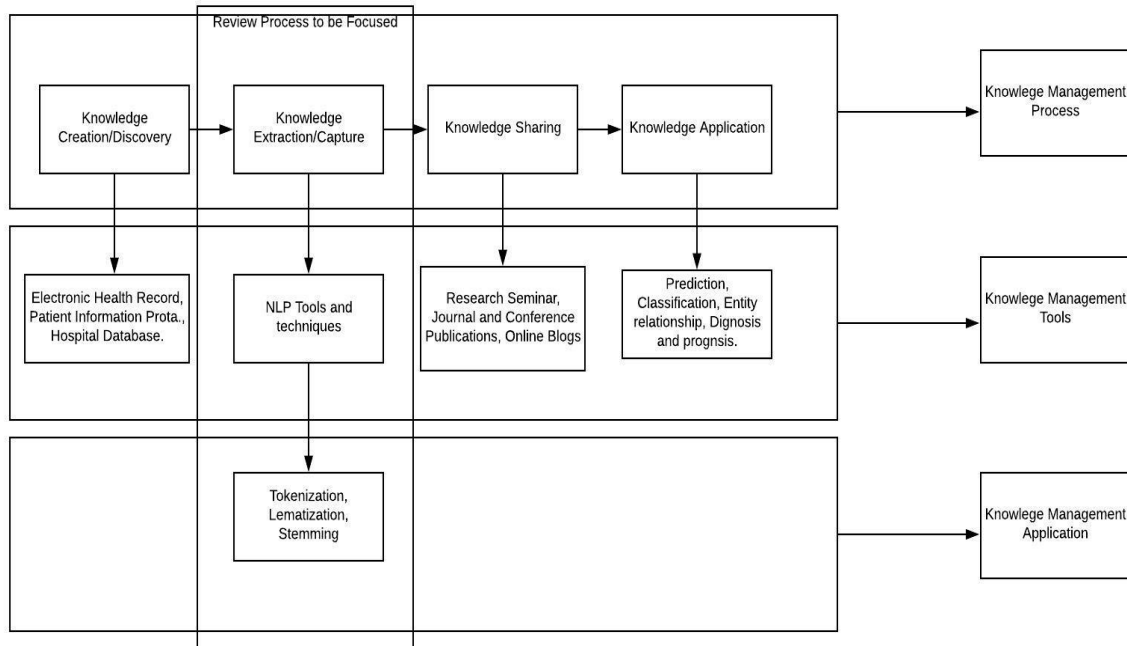 Review Process to be Focused
Knowledge
Creation/Discovery
Knowledge
Extraction/Capture
Knowledge Sharing
Knowledge Application
Knowlege Management
Process
Electronic Health Record,
Patient Information Prota.,
Hospital Database.
NLP Tools and
techniques
Research Seminar,
Journal and Conference
Publications, Online Blogs
Prediction,
Classification, Entity
relationship, Dignosis
and prognsis.
Knowlege Management
Tools
Tokenization,
Lematization,
Stemming
Knowlege Management
Application